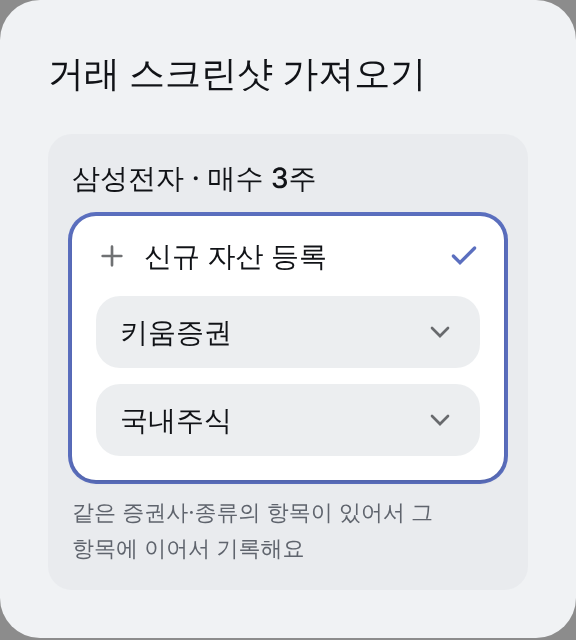 거래 스크린샷 가져오기
삼성전자 · 매수 3주
신규 자산 등록
키움증권
국내주식
같은 증권사·종류의 항목이 있어서 그
항목에 이어서 기록해요